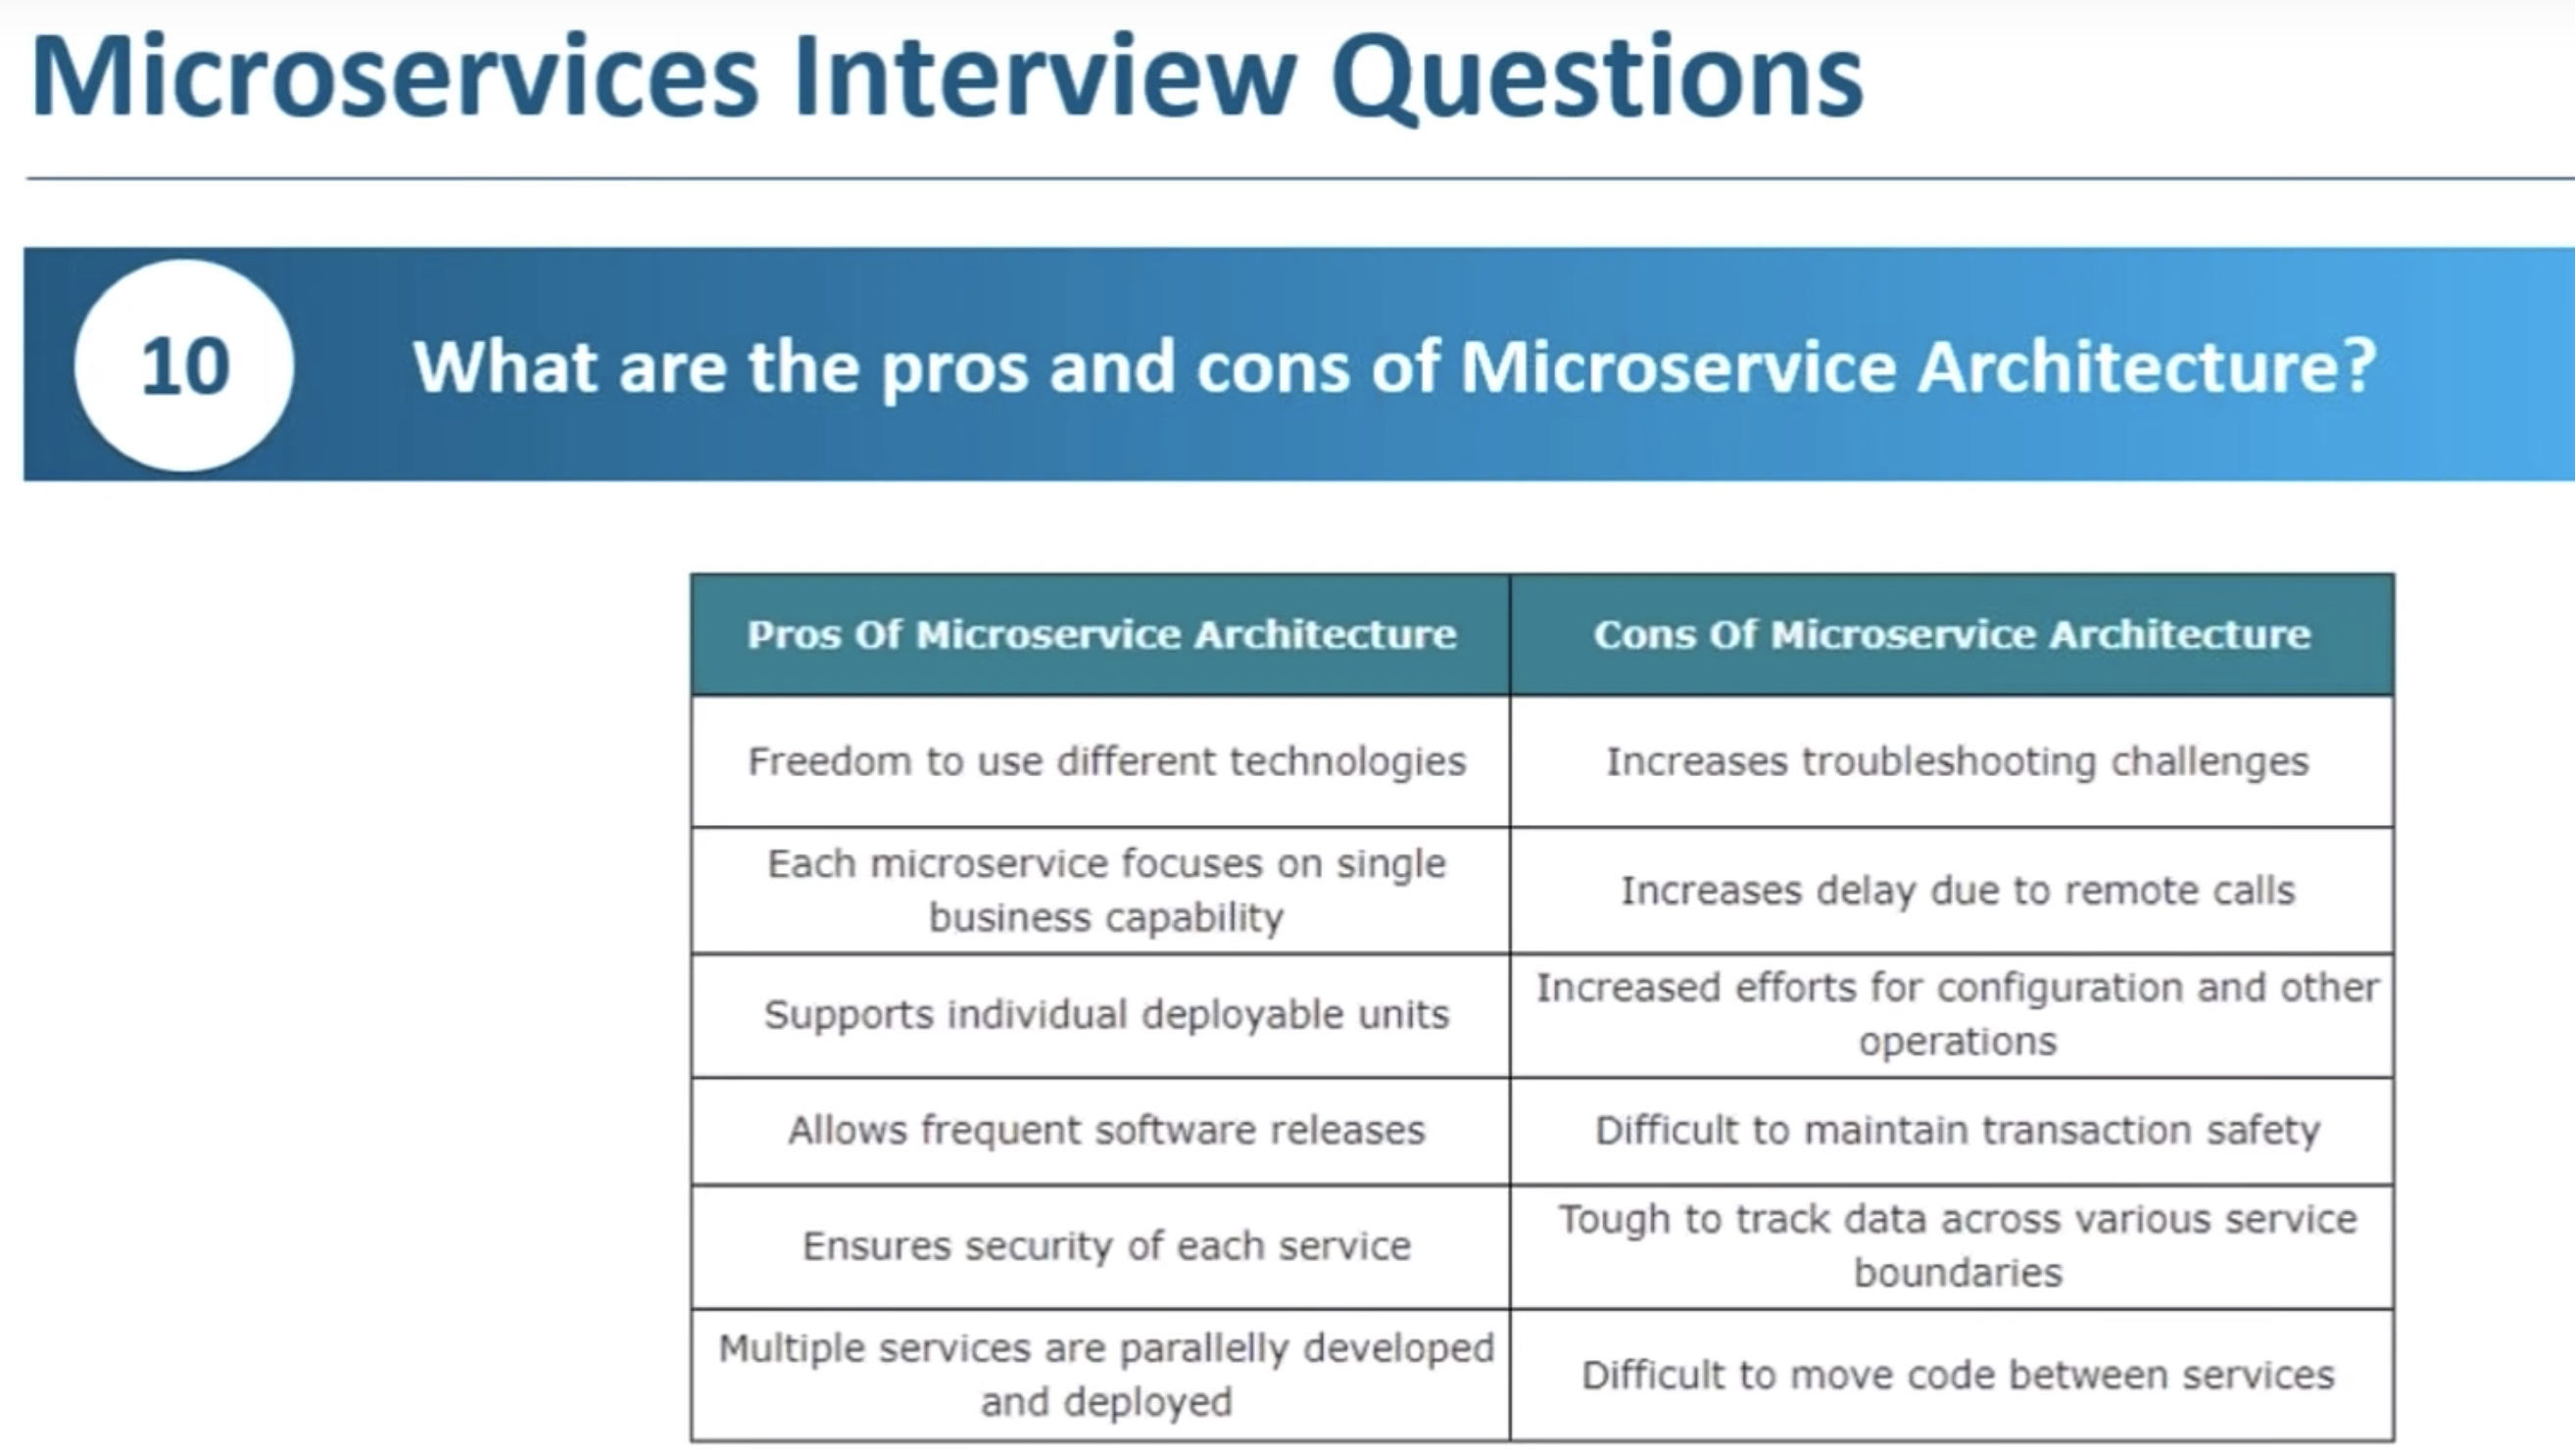 Microservices Interview Questions
10
What are the pros and cons of Microservice Architecture?
Pros Of Microservice Architecture
Cons Of Microservice Architecture
Freedom to use different technologies
Increases troubleshooting challenges
Each microservice focuses on single
business capability
Increases delay due to remote calls
Supports individual deployable units
Increased efforts for configuration and other
operations
Allows frequent software releases
Difficult to maintain transaction safety
Ensures security of each service
Tough to track data across various service
boundaries
Multiple services are parallelly developed
and deployed
Difficult to move code between services